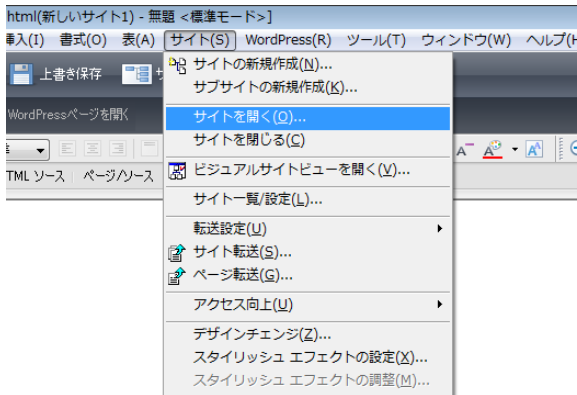 html(新しいサイト1) - 無題 <標準モード>]
挿入(I) 書式(O) 表(A) サイト(S) WordPress(R) ツール(T) ウィンドウ(W) ヘルプ(H
上書き保存 サ
WordPressページを開く
TML ソース ページ/ソース
サイトの新規作成(N)...
サブサイトの新規作成(K)...
サイトを開く(O)...
サイトを閉じる(C)
ビジュアルサイトビューを開く(V)...
サイト一覧/設定(L)...
転送設定(U)
サイト転送(S)...
ページ転送(G)...
アクセス向上(U)
デザインチェンジ(Z)...
スタイリッシュ エフェクトの設定(X)...
スタイリッシュ エフェクトの調整(M)...